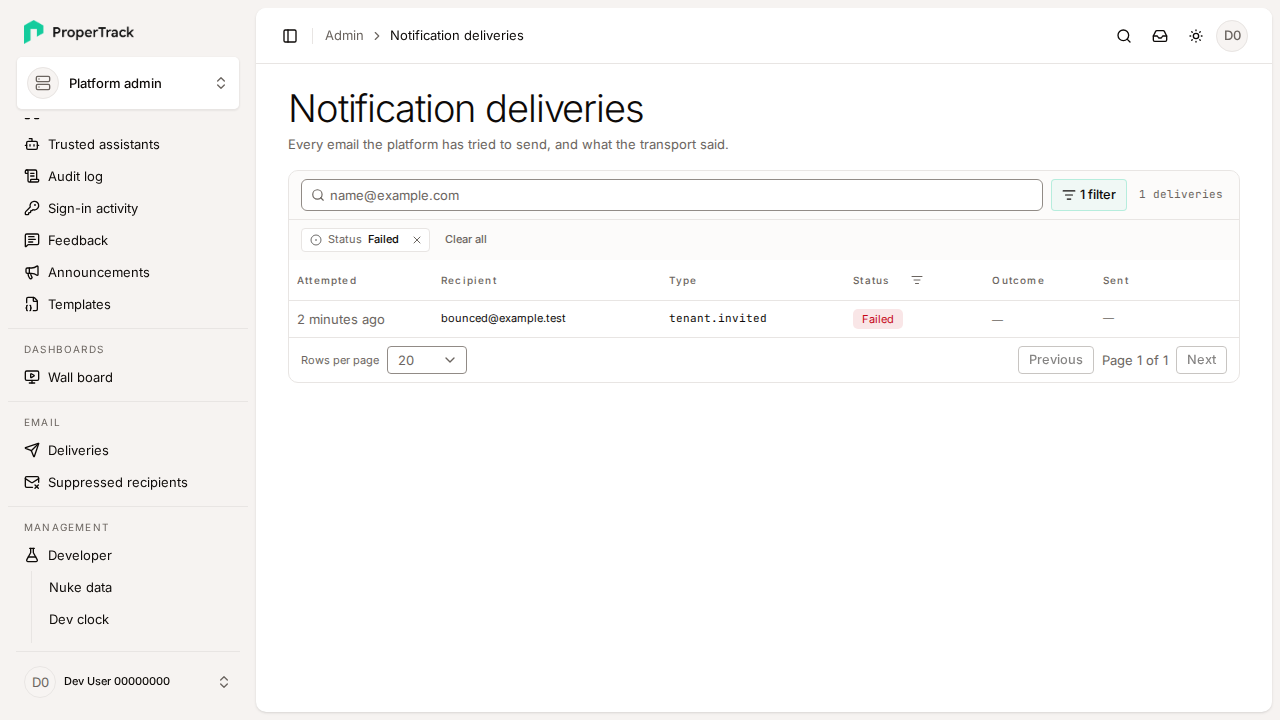 ProperTrack
Platform admin
Trusted assistants
Audit log
Sign-in activity
Feedback
Announcements
Templates
DASHBOARDS
Wall board
EMAIL
Deliveries
Suppressed recipients
MANAGEMENT
Developer
Nuke data
Dev clock
D0 Dev User 00000000
Admin > Notification deliveries
D0
Notification deliveries
Every email the platform has tried to send, and what the transport said.
name@example.com
1 filter
1 deliveries
Status Failed
Clear all
Attempted Recipient Type Status Outcome Sent
2 minutes ago bounced@example.test tenant.invited Failed — —
Rows per page 20
Previous Page 1 of 1 Next